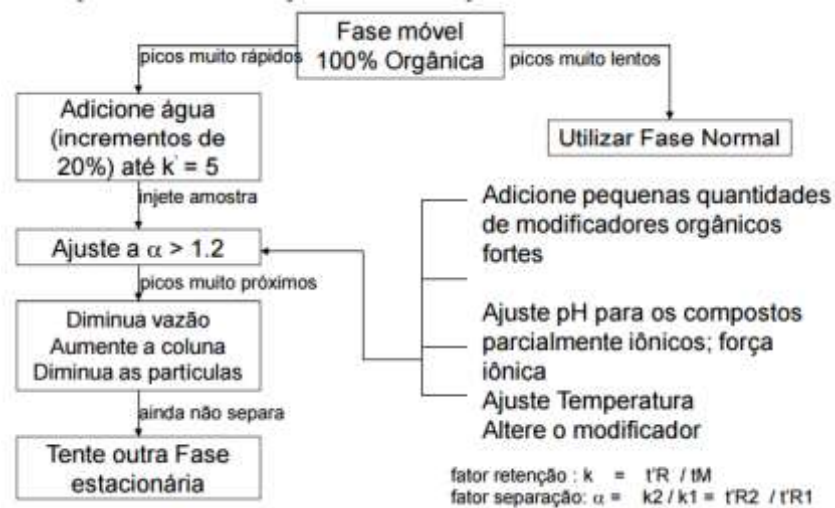 Fase móvel
100% Orgânica
picos muito rápidos
picos muito lentos
Adicione água
(incrementos de
20%) até k' = 5
Utilizar Fase Normal
injete amostra
Ajuste a α > 1.2
picos muito próximos
Diminua vazão
Aumente a coluna
Diminua as particulas
ainda não separa
Tente outra Fase
estacionária
Adicione pequenas quantidades
de modificadores orgânicos
fortes
Ajuste pH para os compostos
parcialmente iônicos; força
iônica
Ajuste Temperatura
Altere o modificador
fator retenção : k = t'R / tM
fator separação: α = k2 / k1 = t'R2 / t'R1